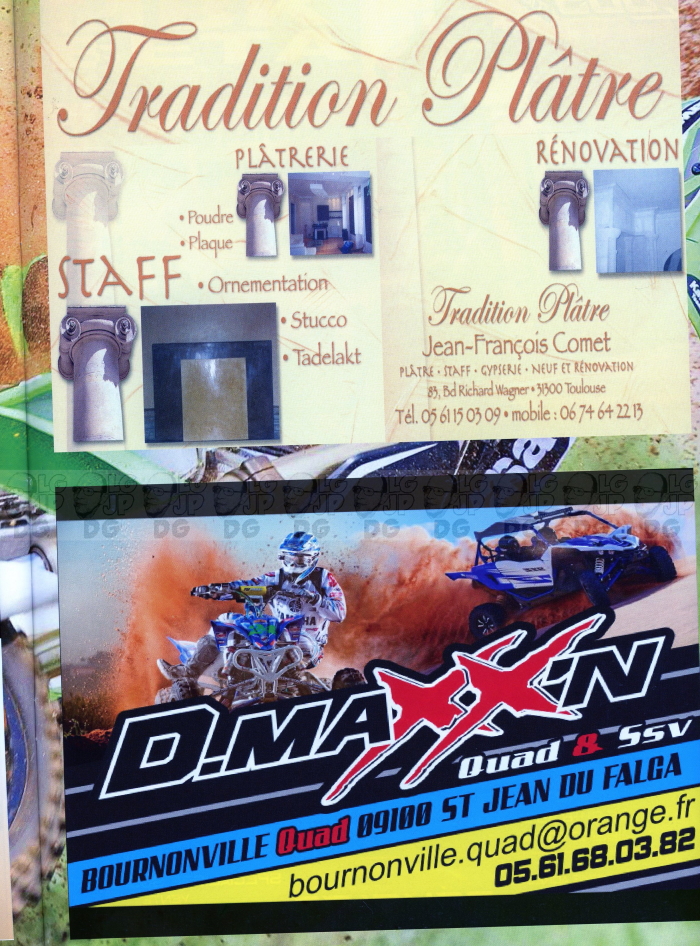 Tradition Plâtre
PLÂTRERIE
RÉNOVATION
• Poudre
• Plaque
STAFF
• Ornementation
• Stucco
• Tadelakt
Tradition Plâtre
Jean-François Comet
PLÂTRE • STAFF • GYPSERIE • NEUF ET RÉNOVATION
83, Bd Richard Wagner • 31300 Toulouse
Tél. 05 61 15 03 09 • mobile : 06 74 64 22 13
D.MAXX'N
Quad & Ssv
BOURNONVILLE Quad 09100 ST JEAN DU FALGA
bournonville.quad@orange.fr
05.61.68.03.82